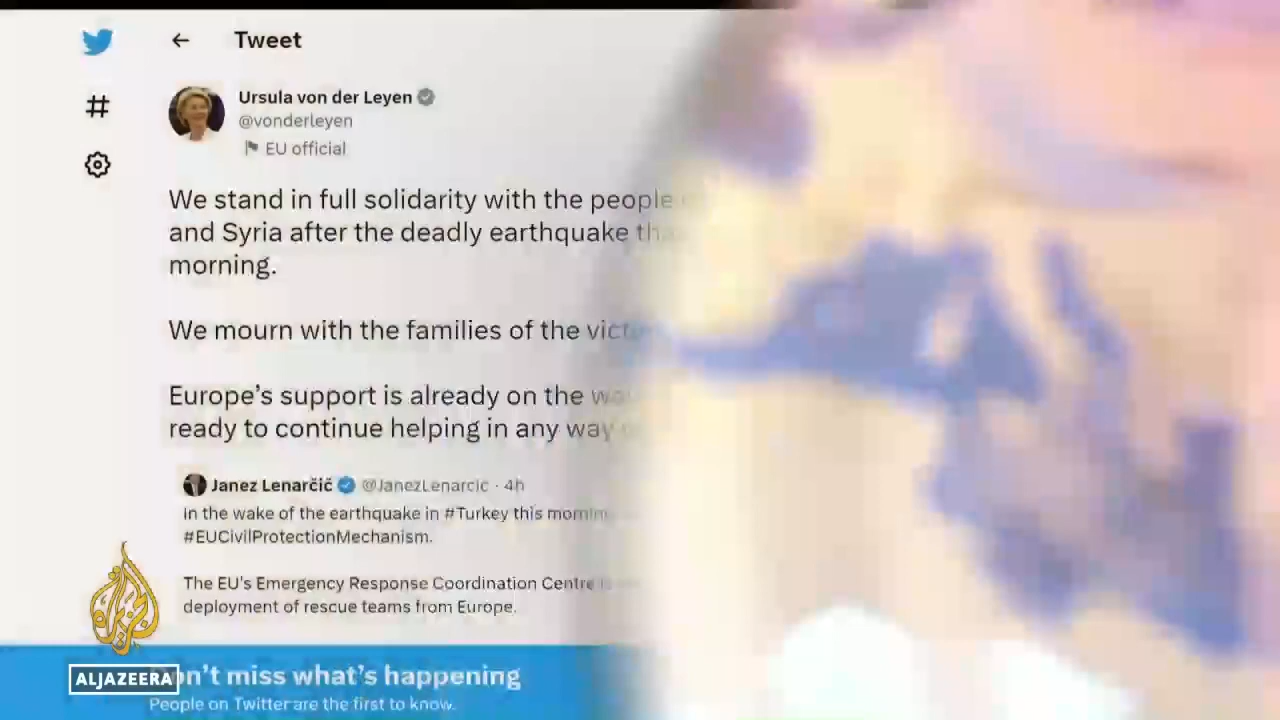 Tweet
Ursula von der Leyen
@vonderleyen
EU official
We stand in full solidarity with the people
and Syria after the deadly earthquake
morning.
We mourn with the families of the
Europe's support is already on the
ready to continue helping in any way
Janez Lenarčič @JanezLenarcic · 4h
In the wake of the earthquake in #Turkey this morning
#EUCivilProtectionMechanism.
The EU's Emergency Response Coordination Centre
deployment of rescue teams from Europe.
Don't miss what's happening
ALJAZEERA
People on Twitter are the first to know.